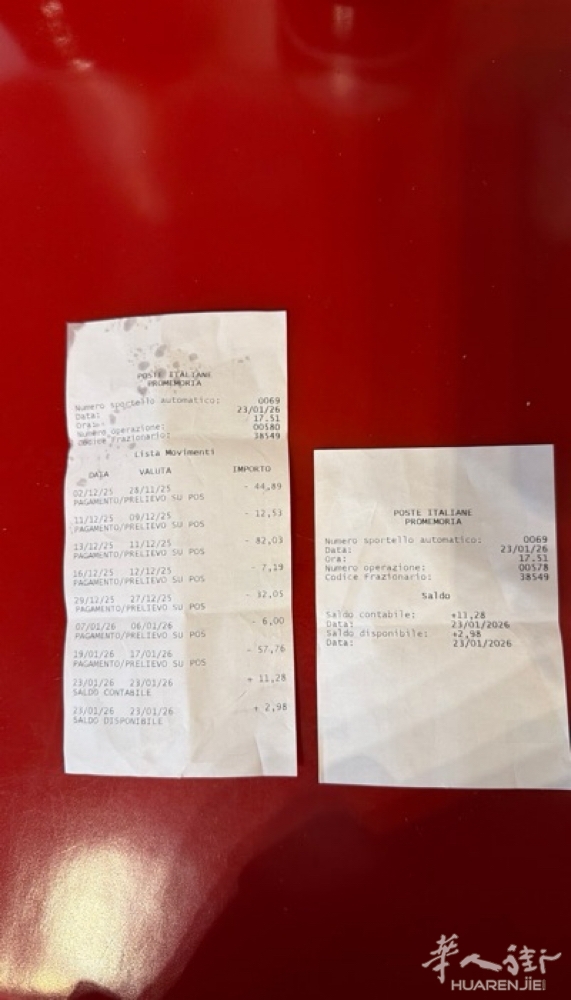 POSTE ITALIANE
PROMEMORIA
Numero sportello automatico: 0069
Data: 23/01/26
Ora: 17.51
Numero operazione: 00580
Codice Frazionario: 38549
Lista Movimenti
DATA VALUTA IMPORTO
02/12/25 28/11/25 - 44,89
PAGAMENTO/PRELIEVO SU POS
11/12/25 09/12/25 - 12,53
PAGAMENTO/PRELIEVO SU POS
13/12/25 11/12/25 - 82,03
PAGAMENTO/PRELIEVO SU POS
16/12/25 12/12/25 - 7,19
PAGAMENTO/PRELIEVO SU POS
29/12/25 27/12/25 - 32,05
PAGAMENTO/PRELIEVO SU POS
07/01/26 06/01/26 - 6,00
PAGAMENTO/PRELIEVO SU POS
19/01/26 17/01/26 - 57,76
PAGAMENTO/PRELIEVO SU POS
23/01/26 23/01/26 + 11,28
SALDO CONTABILE
23/01/26 23/01/26 + 2,98
SALDO DISPONIBILE
POSTE ITALIANE
PROMEMORIA
Numero sportello automatico: 0069
Data: 23/01/26
Ora: 17.51
Numero operazione: 00578
Codice Frazionario: 38549
Saldo
Saldo contabile: +11,28
Data: 23/01/2026
Saldo disponibile: +2,98
Data: 23/01/2026
華人街
HUARENJIE